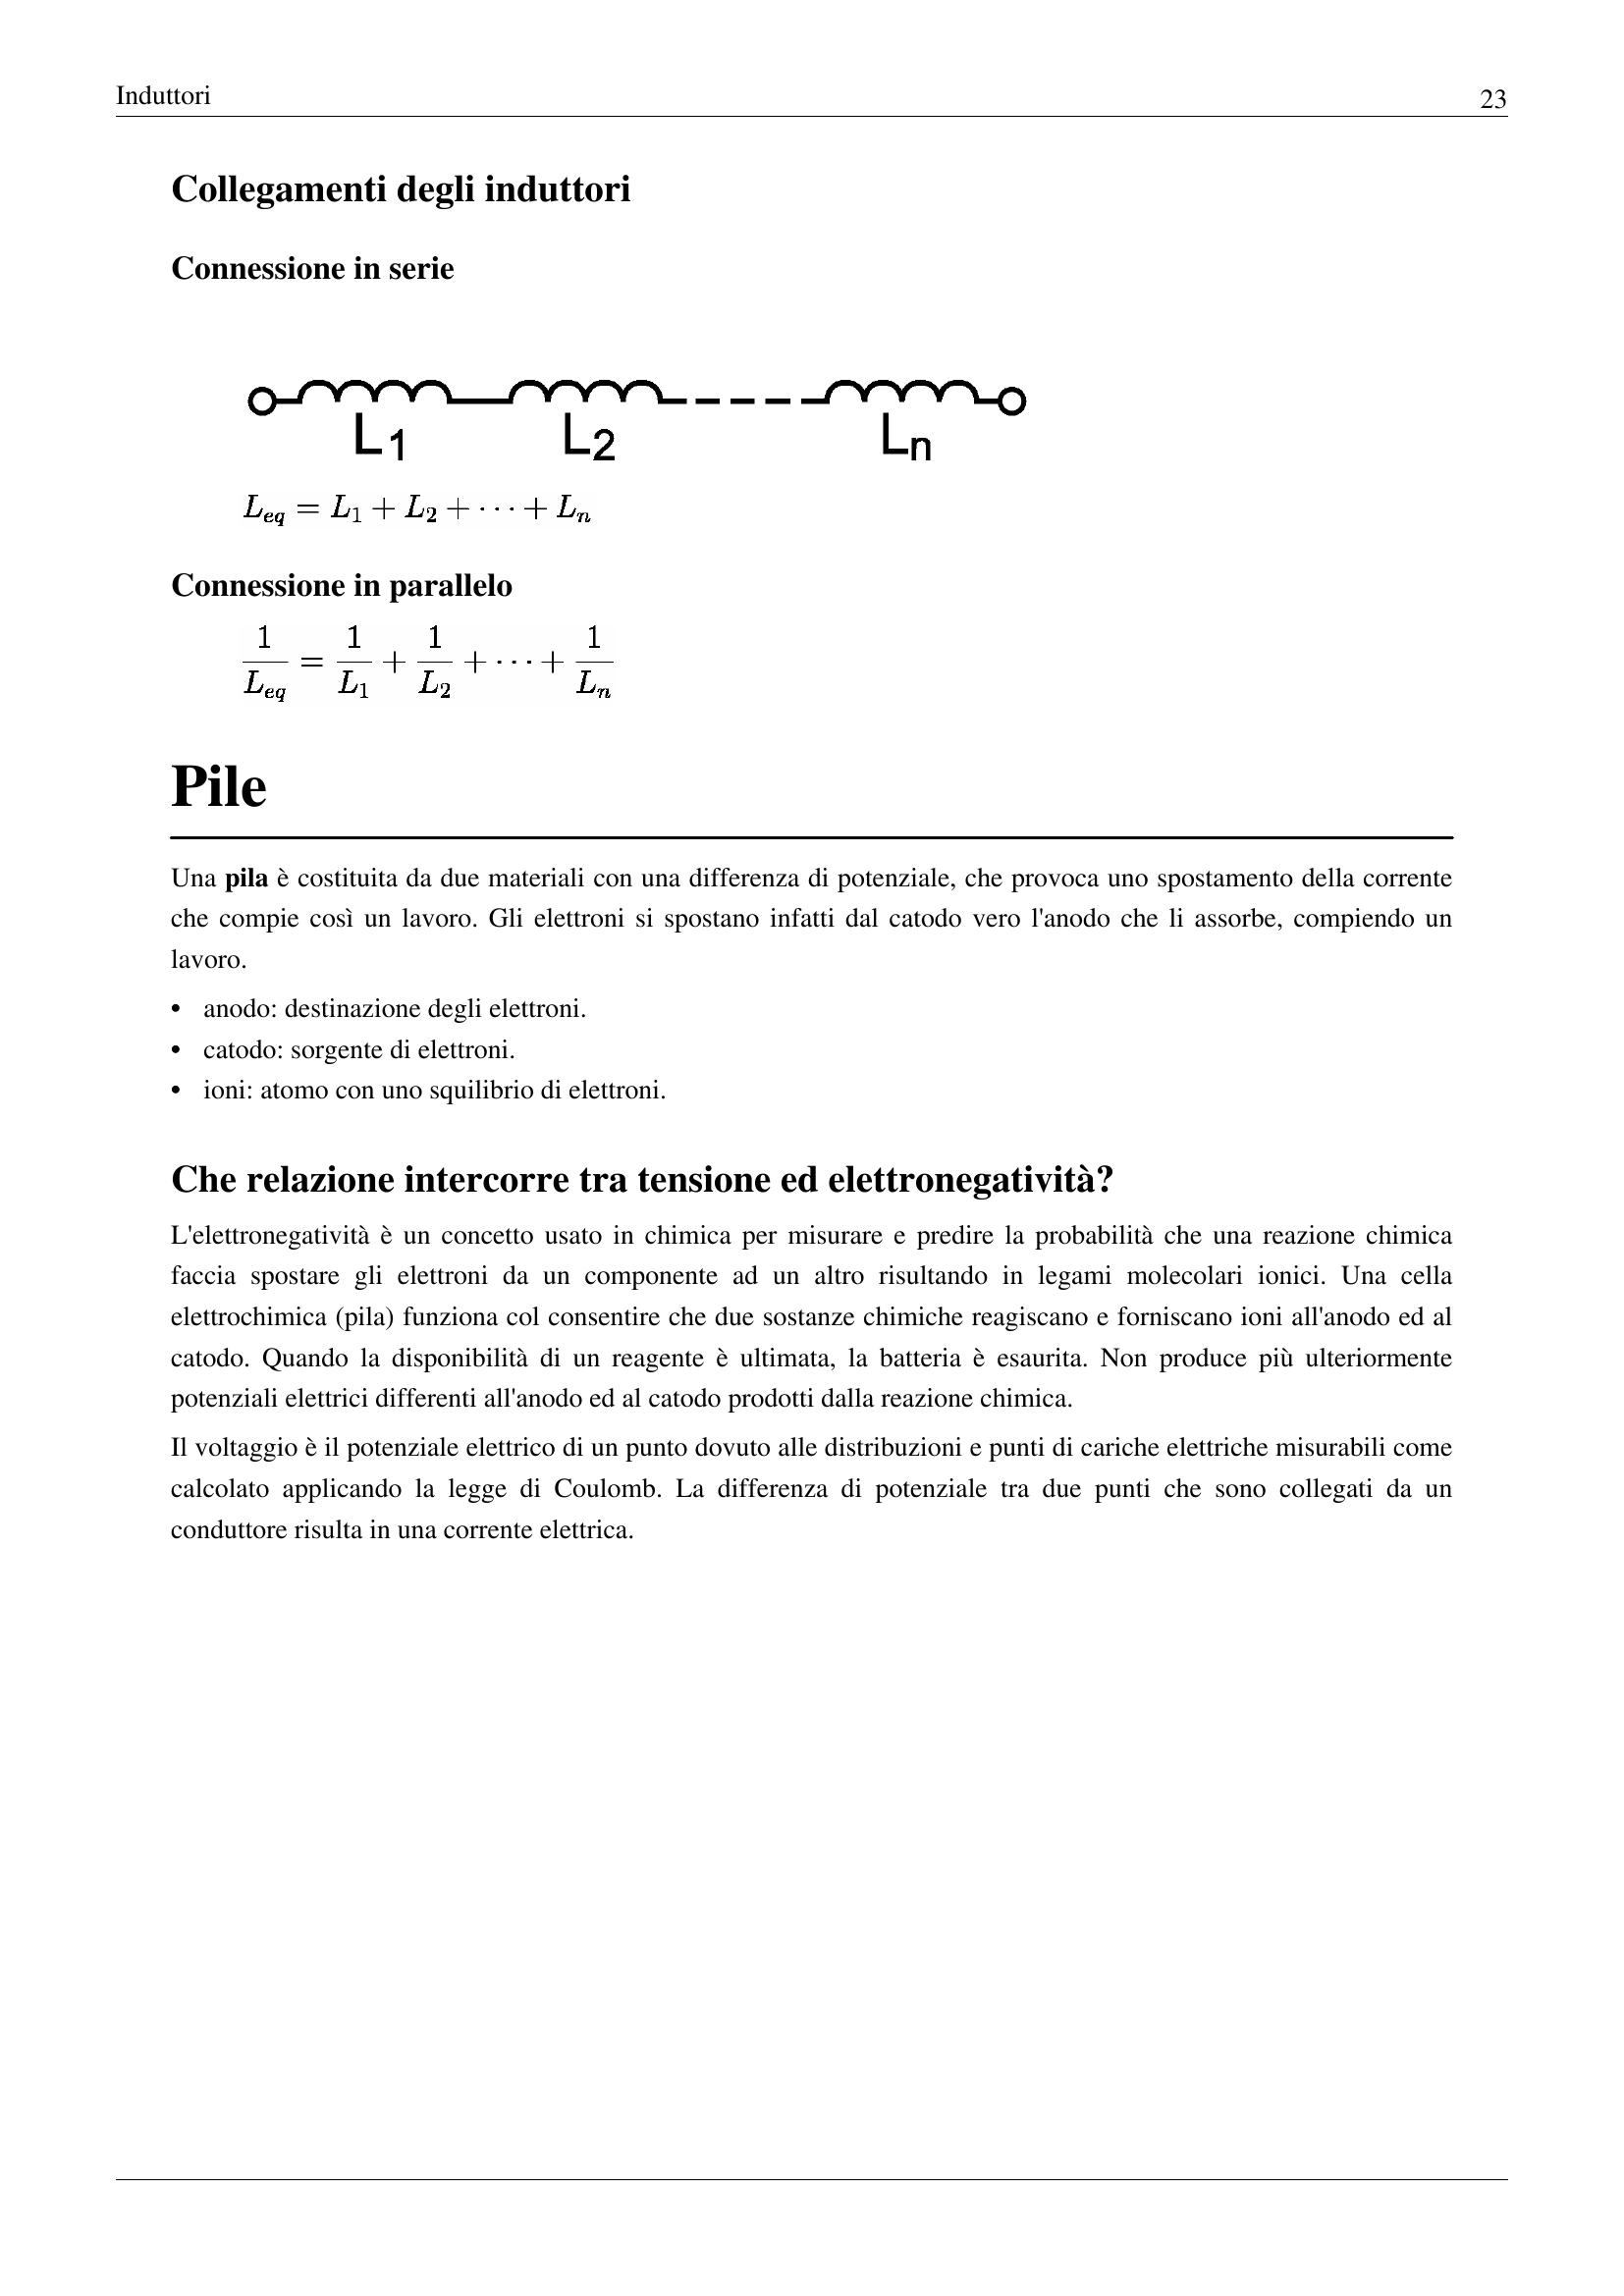 Induttori 23
Collegamenti degli induttori
Connessione in serie
L1 L2 Ln
L_{eq} = L_1 + L_2 + ··· + L_n
Connessione in parallelo
\frac{1}{L_{eq}} = \frac{1}{L_1} + \frac{1}{L_2} + ··· + \frac{1}{L_n}
Pile
Una pila è costituita da due materiali con una differenza di potenziale, che provoca uno spostamento della corrente
che compie così un lavoro. Gli elettroni si spostano infatti dal catodo vero l'anodo che li assorbe, compiendo un
lavoro.
• anodo: destinazione degli elettroni.
• catodo: sorgente di elettroni.
• ioni: atomo con uno squilibrio di elettroni.
Che relazione intercorre tra tensione ed elettronegatività?
L'elettronegatività è un concetto usato in chimica per misurare e predire la probabilità che una reazione chimica
faccia spostare gli elettroni da un componente ad un altro risultando in legami molecolari ionici. Una cella
elettrochimica (pila) funziona col consentire che due sostanze chimiche reagiscano e forniscano ioni all'anodo ed al
catodo. Quando la disponibilità di un reagente è ultimata, la batteria è esaurita. Non produce più ulteriormente
potenziali elettrici differenti all'anodo ed al catodo prodotti dalla reazione chimica.
Il voltaggio è il potenziale elettrico di un punto dovuto alle distribuzioni e punti di cariche elettriche misurabili come
calcolato applicando la legge di Coulomb. La differenza di potenziale tra due punti che sono collegati da un
conduttore risulta in una corrente elettrica.